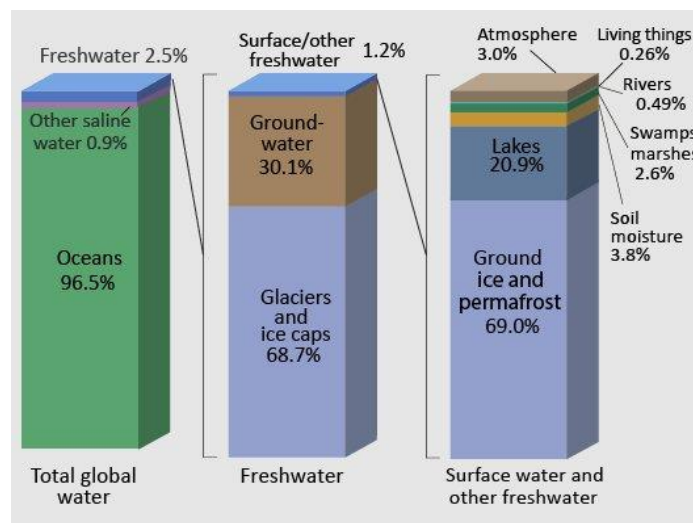 Freshwater 2.5%
Other saline
water 0.9%
Oceans
96.5%
Total global
water
Surface/other
freshwater
1.2%
Ground-
water
30.1%
Glaciers and
ice caps
68.7%
Freshwater
Atmosphere
3.0%
Living things
0.26%
Rivers
0.49%
Swamps
marshes
2.6%
Soil
moisture
3.8%
Lakes
20.9%
Ground
ice and
permafrost
69.0%
Surface water and
other freshwater